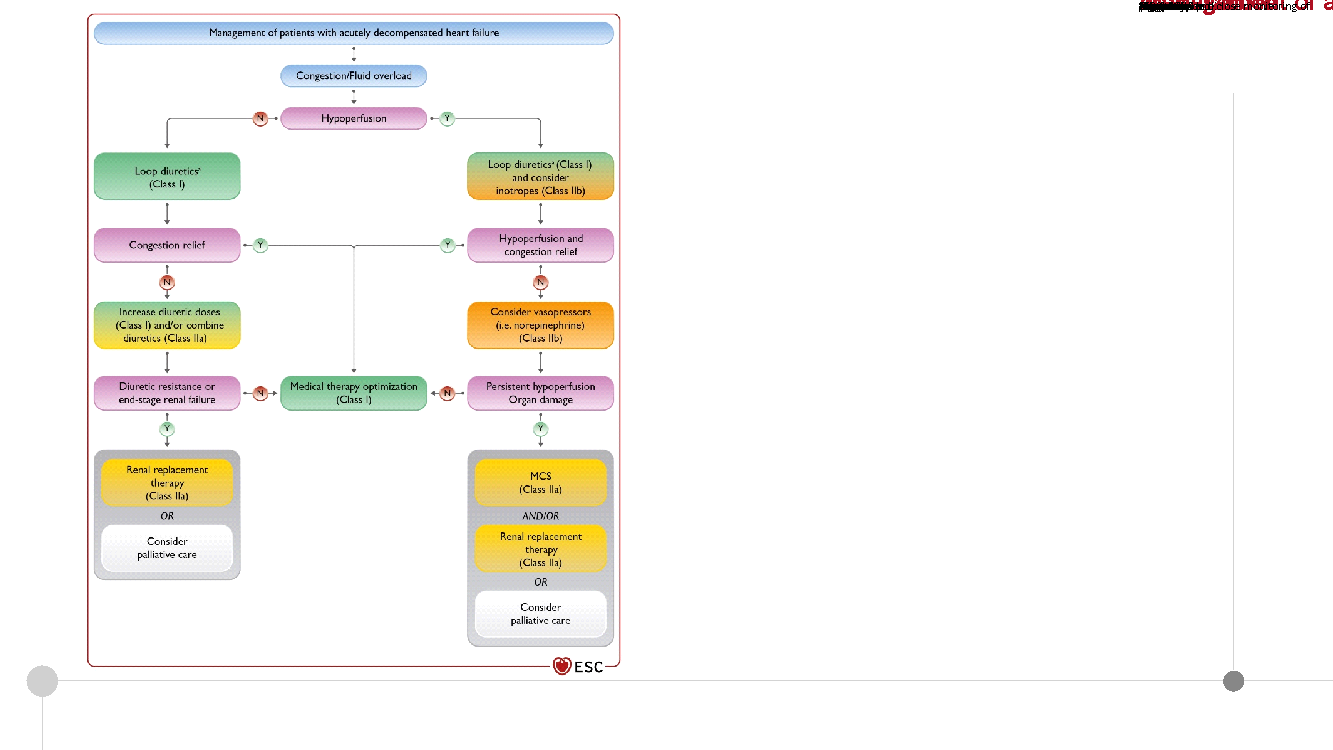 Management of patients with acutely decompensated heart failure
Congestion/Fluid overload
N
Hypoperfusion
Y
Loop diureticsᵃ
(Class I)
Loop diureticsᵃ (Class I)
and consider
inotropes (Class IIb)
Congestion relief
Y
Y
Hypoperfusion and
congestion relief
N
N
Increase diuretic doses
(Class I) and/or combine
diuretics (Class IIa)
Consider vasopressors
(i.e. norepinephrine)
(Class IIb)
Diuretic resistance or
end-stage renal failure
N
Medical therapy optimization
(Class I)
N
Persistent hypoperfusion
Organ damage
Y
Y
Renal replacement
therapy
(Class IIa)
OR
Consider
palliative care
MCS
(Class IIa)
AND/OR
Renal replacement
therapy
(Class IIa)
OR
Consider
palliative care
ESC